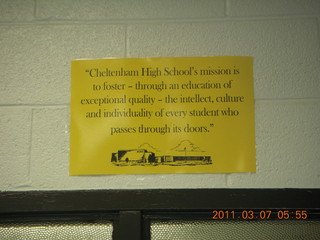 “Cheltenham High School’s mission is
to foster – through an education of
exceptional quality – the intellect, culture
and individuality of every student who
passes through its doors.”
2011.03.07 05:55